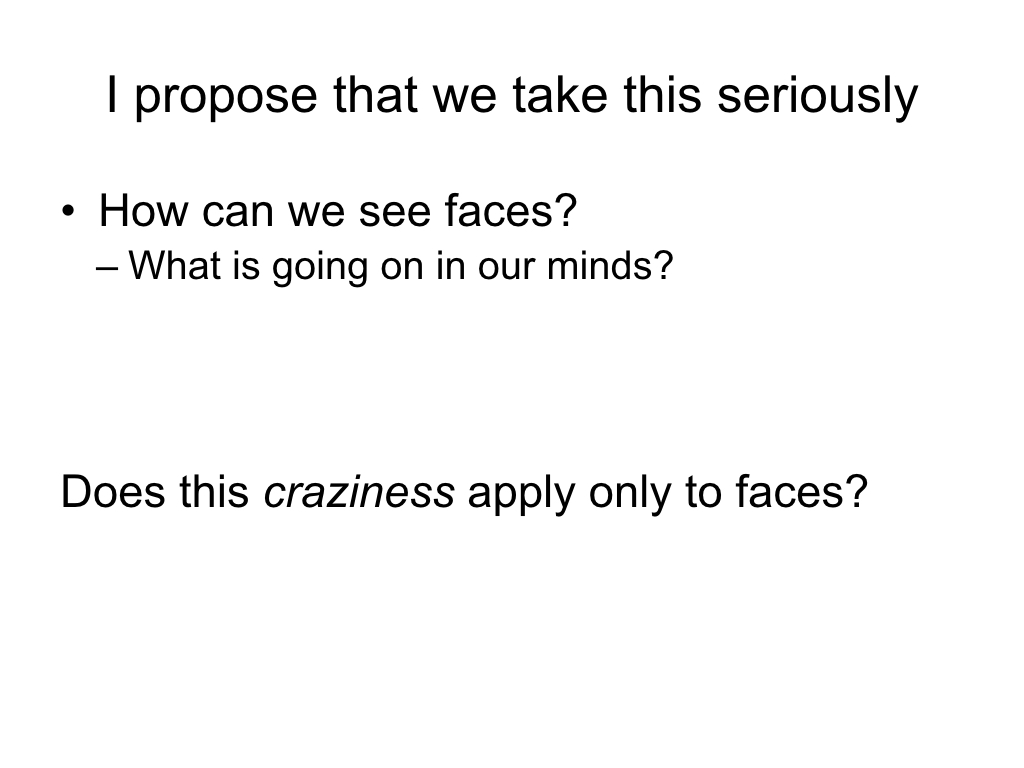 I propose that we take this seriously
• How can we see faces?
– What is going on in our minds?
Does this craziness apply only to faces?